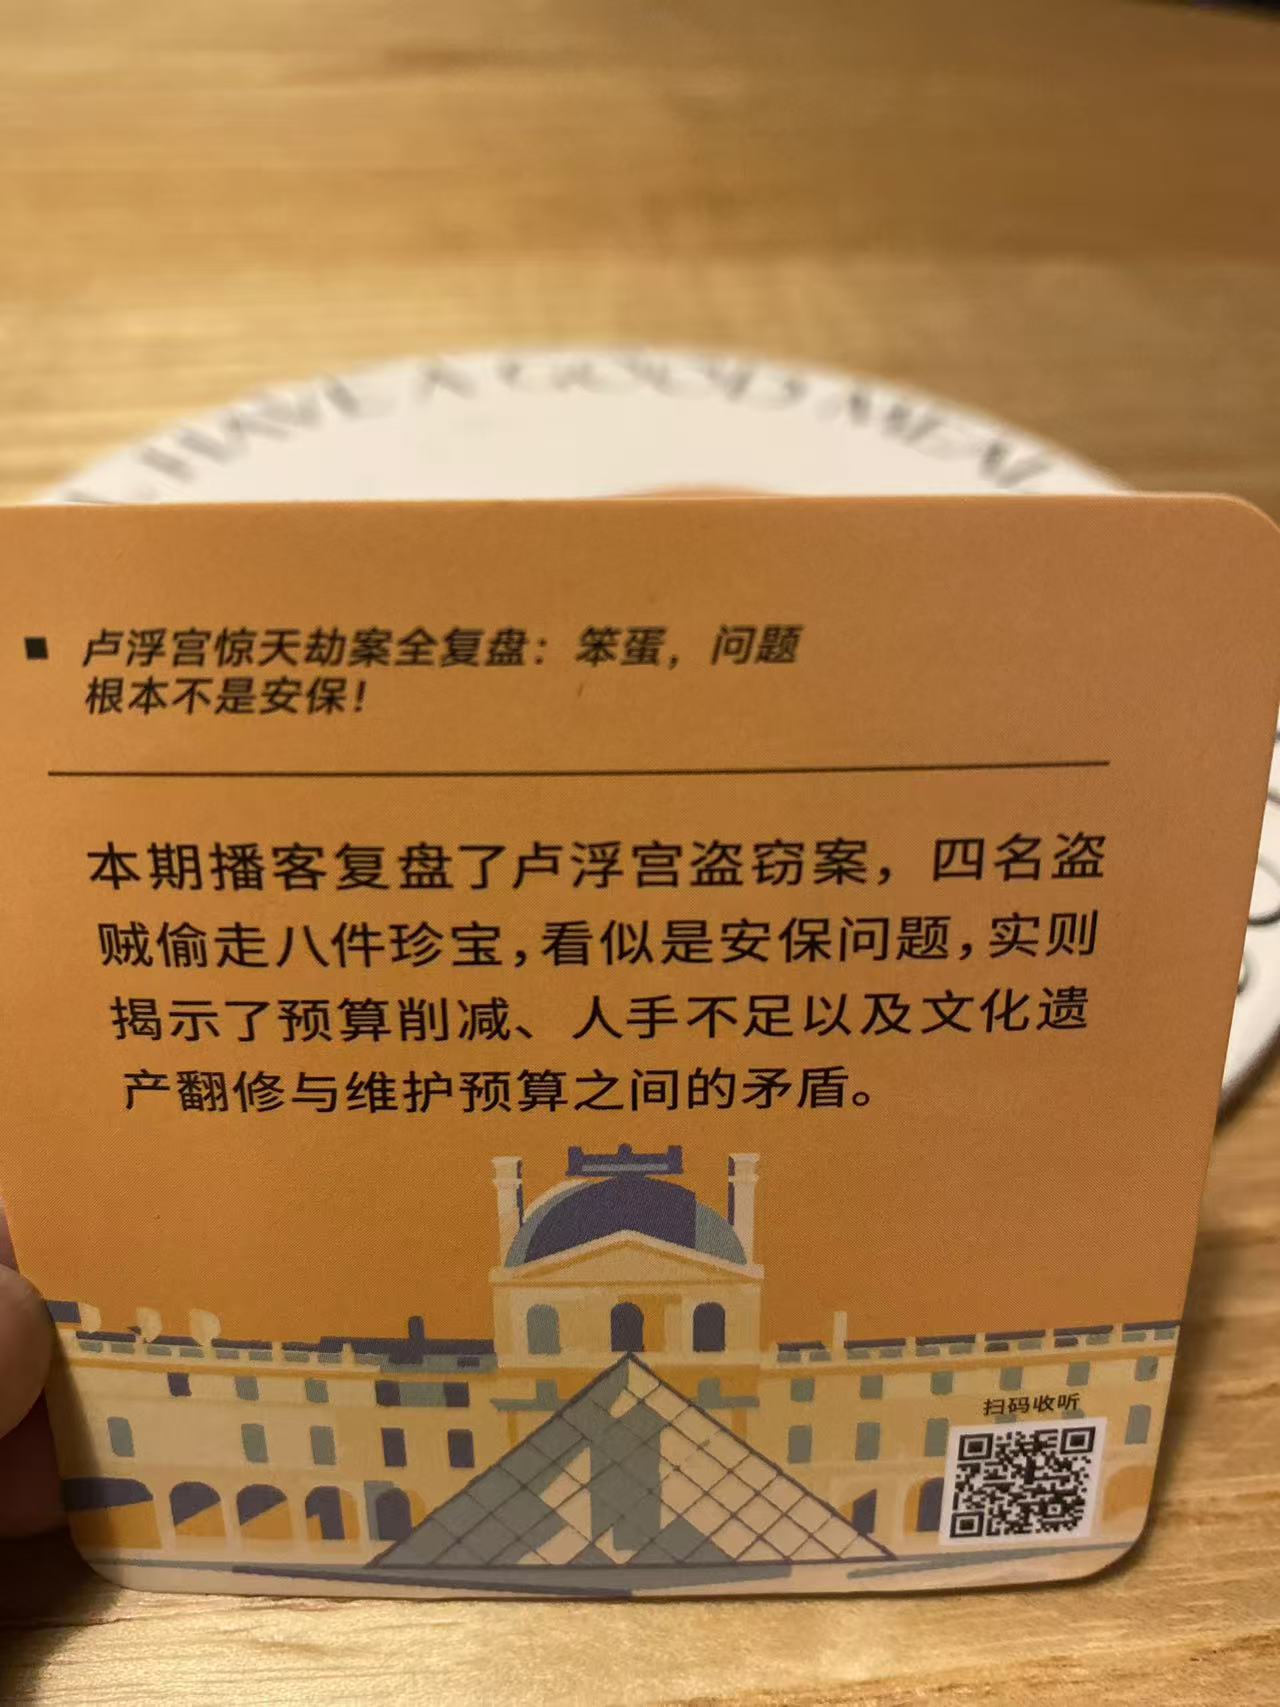 HAVE A GOOD MEAL
卢浮宫惊天劫案全复盘：笨蛋，问题
根本不是安保！
本期播客复盘了卢浮宫盗窃案，四名盗
贼偷走八件珍宝，看似是安保问题，实则
揭示了预算削减、人手不足以及文化遗
产翻修与维护预算之间的矛盾。
扫码收听